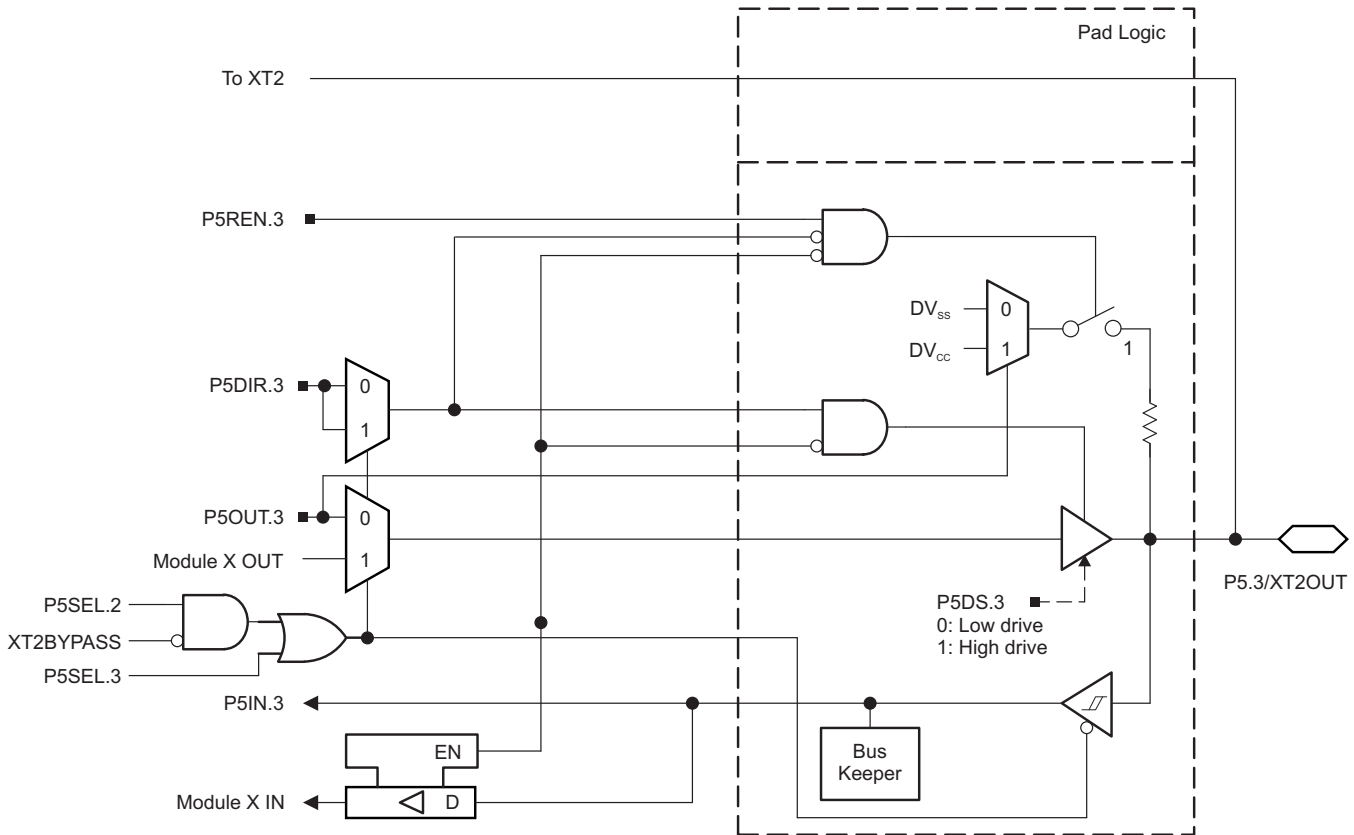 Pad Logic
To XT2
P5REN.3
DVSS
0
DVCC
1
1
P5DIR.3
0
1
P5OUT.3
0
Module X OUT
1
P5SEL.2
XT2BYPASS
P5SEL.3
P5DS.3
0: Low drive
1: High drive
P5.3/XT2OUT
P5IN.3
Bus
Keeper
EN
Module X IN
D